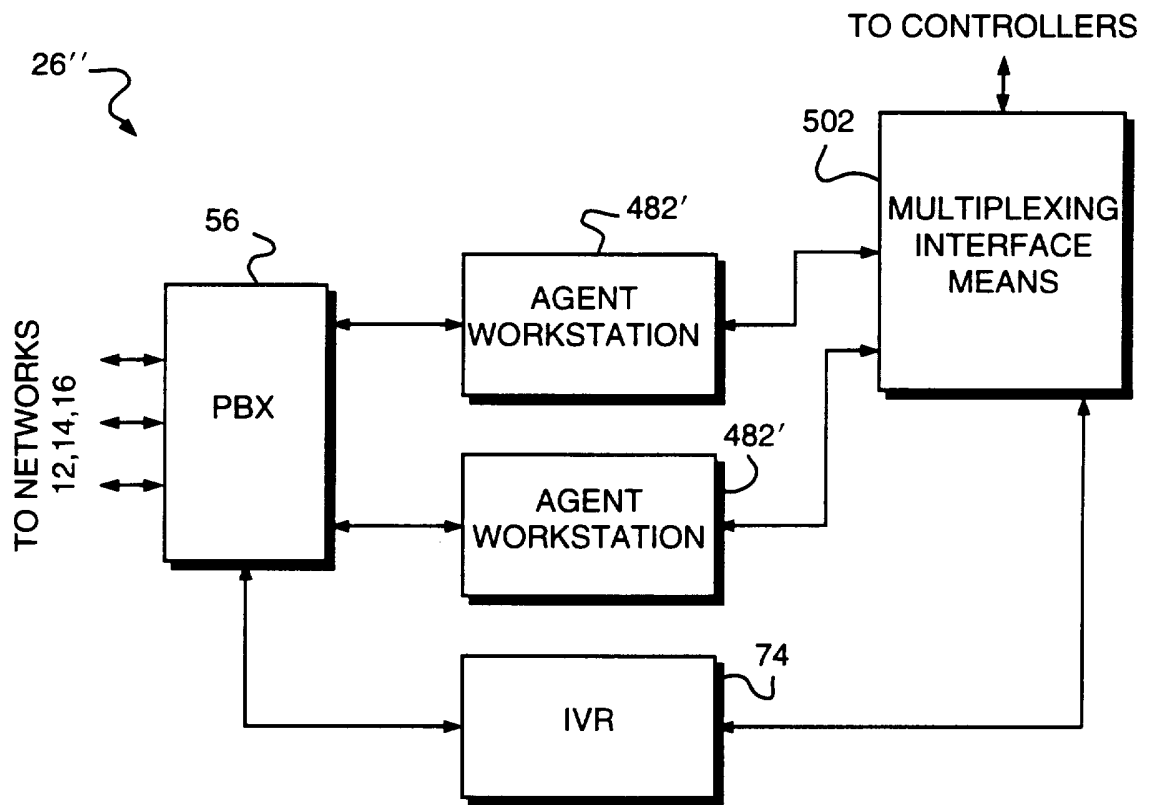 TO CONTROLLERS
26''
502
MULTIPLEXING
INTERFACE
MEANS
56
482'
AGENT
WORKSTATION
TO NETWORKS
12,14,16
PBX
482'
AGENT
WORKSTATION
74
IVR